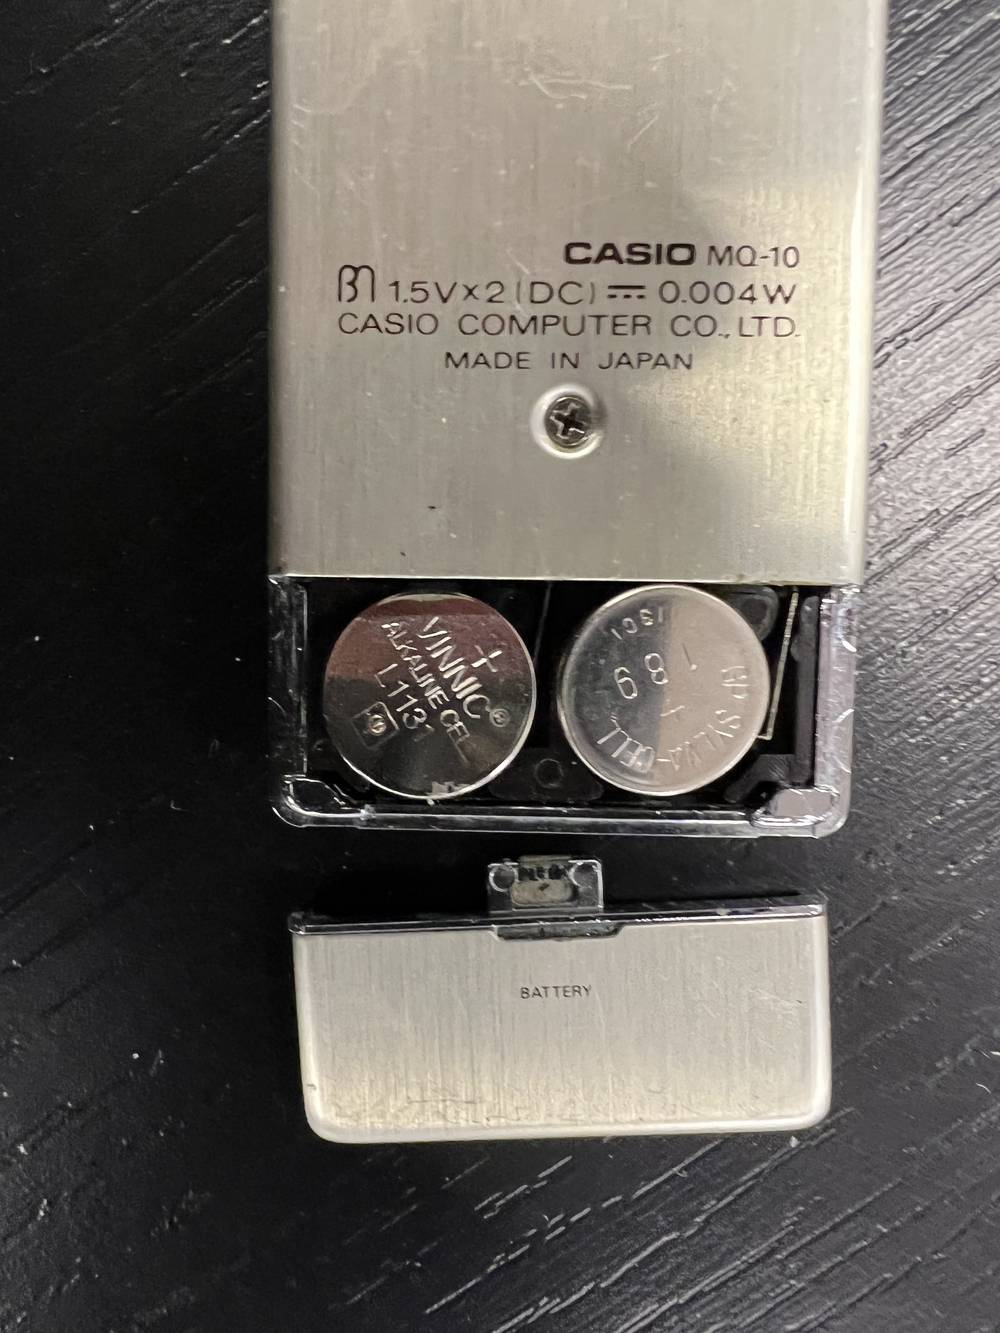 CASIO MQ-10
1.5V×2(DC) ⎓ 0.004W
CASIO COMPUTER CO., LTD.
MADE IN JAPAN
+
VINNIC®
ALKALINE CELL
L1131
189
+
CELL
BATTERY